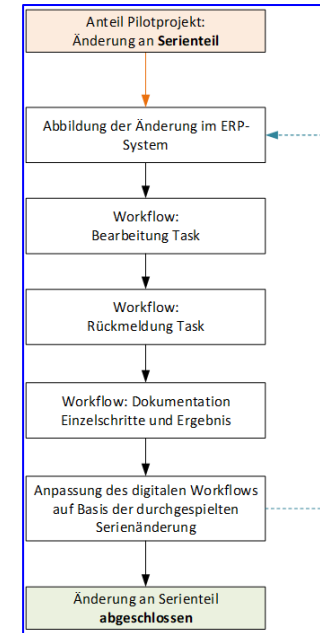 Anteil Pilotprojekt:
Änderung an Serienteil
Abbildung der Änderung im ERP-
System
Workflow:
Bearbeitung Task
Workflow:
Rückmeldung Task
Workflow: Dokumentation
Einzelschritte und Ergebnis
Anpassung des digitalen Workflows
auf Basis der durchgespielten
Serienänderung
Änderung an Serienteil
abgeschlossen